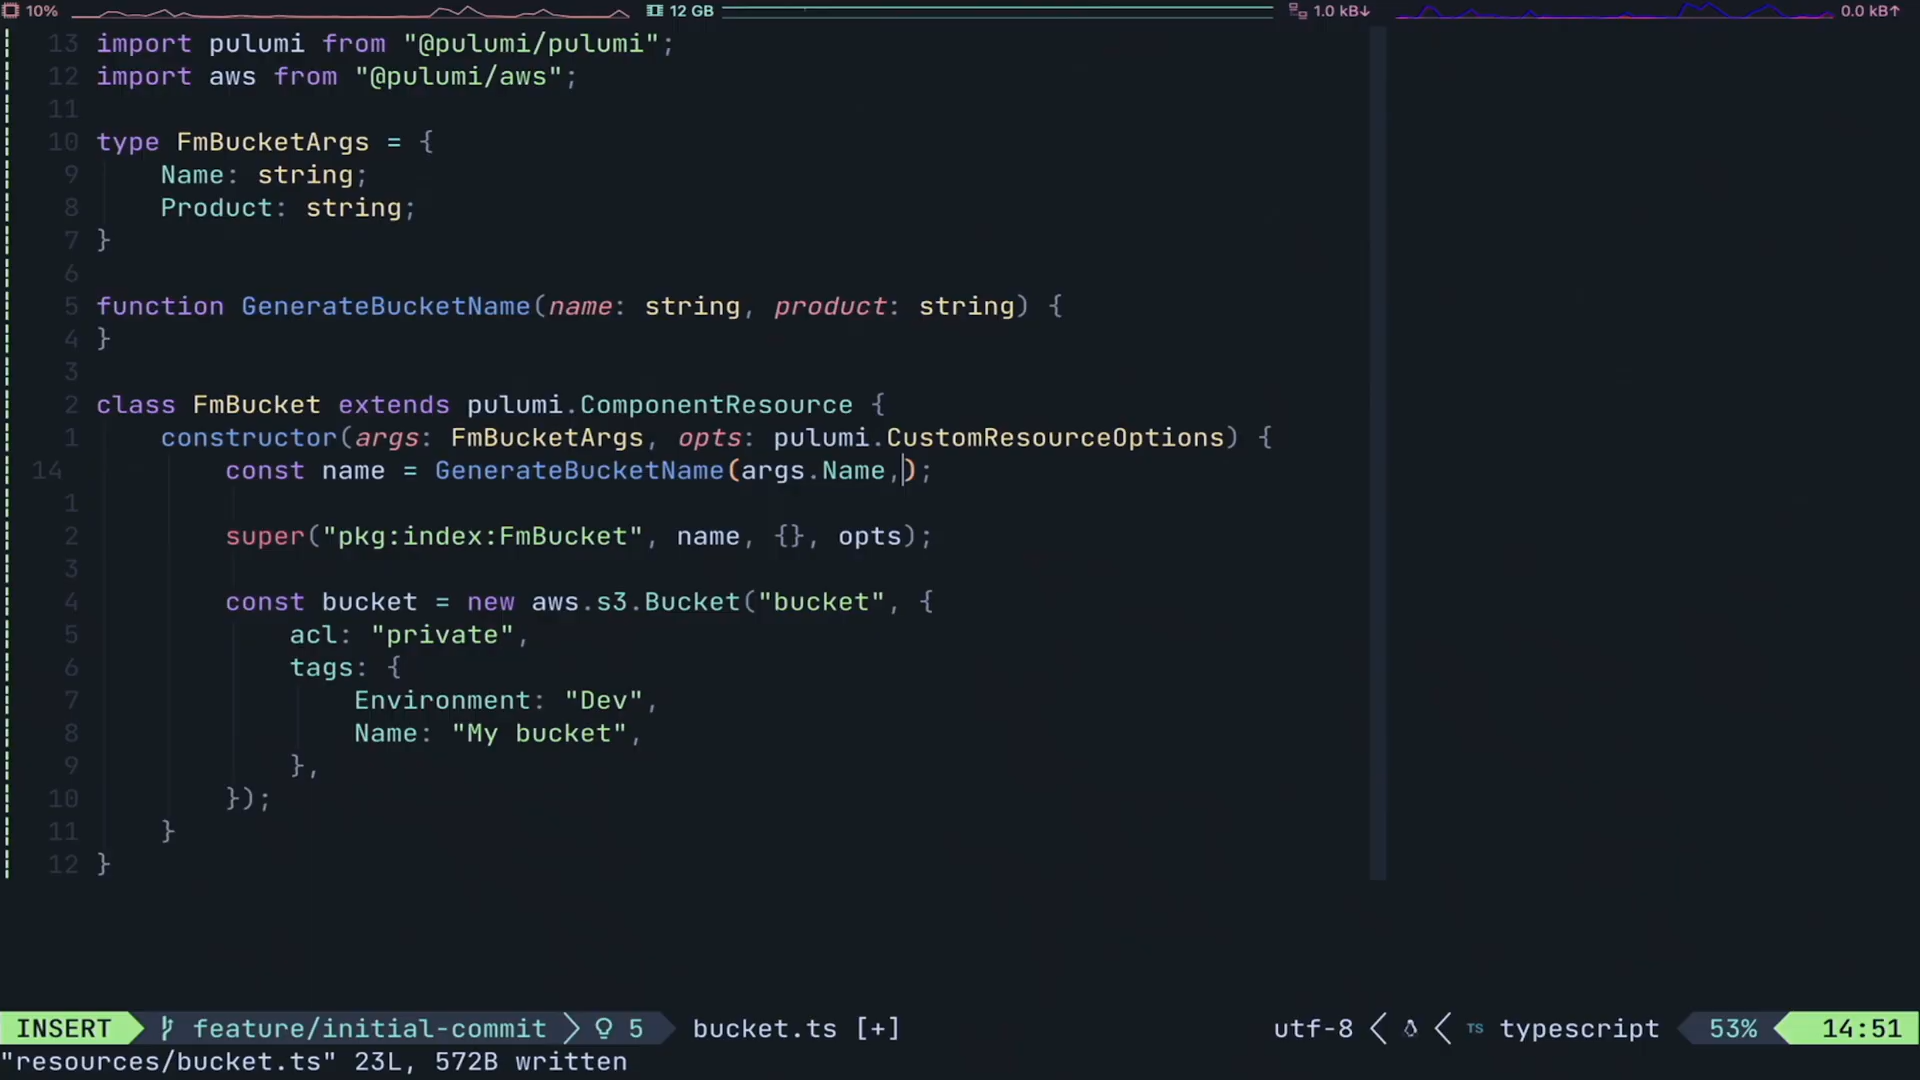 10% 12 GB 1.0 kB↓ 0.0 kB↑
13 import pulumi from "@pulumi/pulumi";
12 import aws from "@pulumi/aws";
11
10 type FmBucketArgs = {
9 Name: string;
8 Product: string;
7 }
6
5 function GenerateBucketName(name: string, product: string) {
4 }
3
2 class FmBucket extends pulumi.ComponentResource {
1 constructor(args: FmBucketArgs, opts: pulumi.CustomResourceOptions) {
14 const name = GenerateBucketName(args.Name,);
1
2 super("pkg:index:FmBucket", name, {}, opts);
3
4 const bucket = new aws.s3.Bucket("bucket", {
5 acl: "private",
6 tags: {
7 Environment: "Dev",
8 Name: "My bucket",
9 },
10 });
11 }
12 }
INSERT feature/initial-commit 5 bucket.ts [+] utf-8 TS typescript 53% 14:51
"resources/bucket.ts" 23L, 572B written